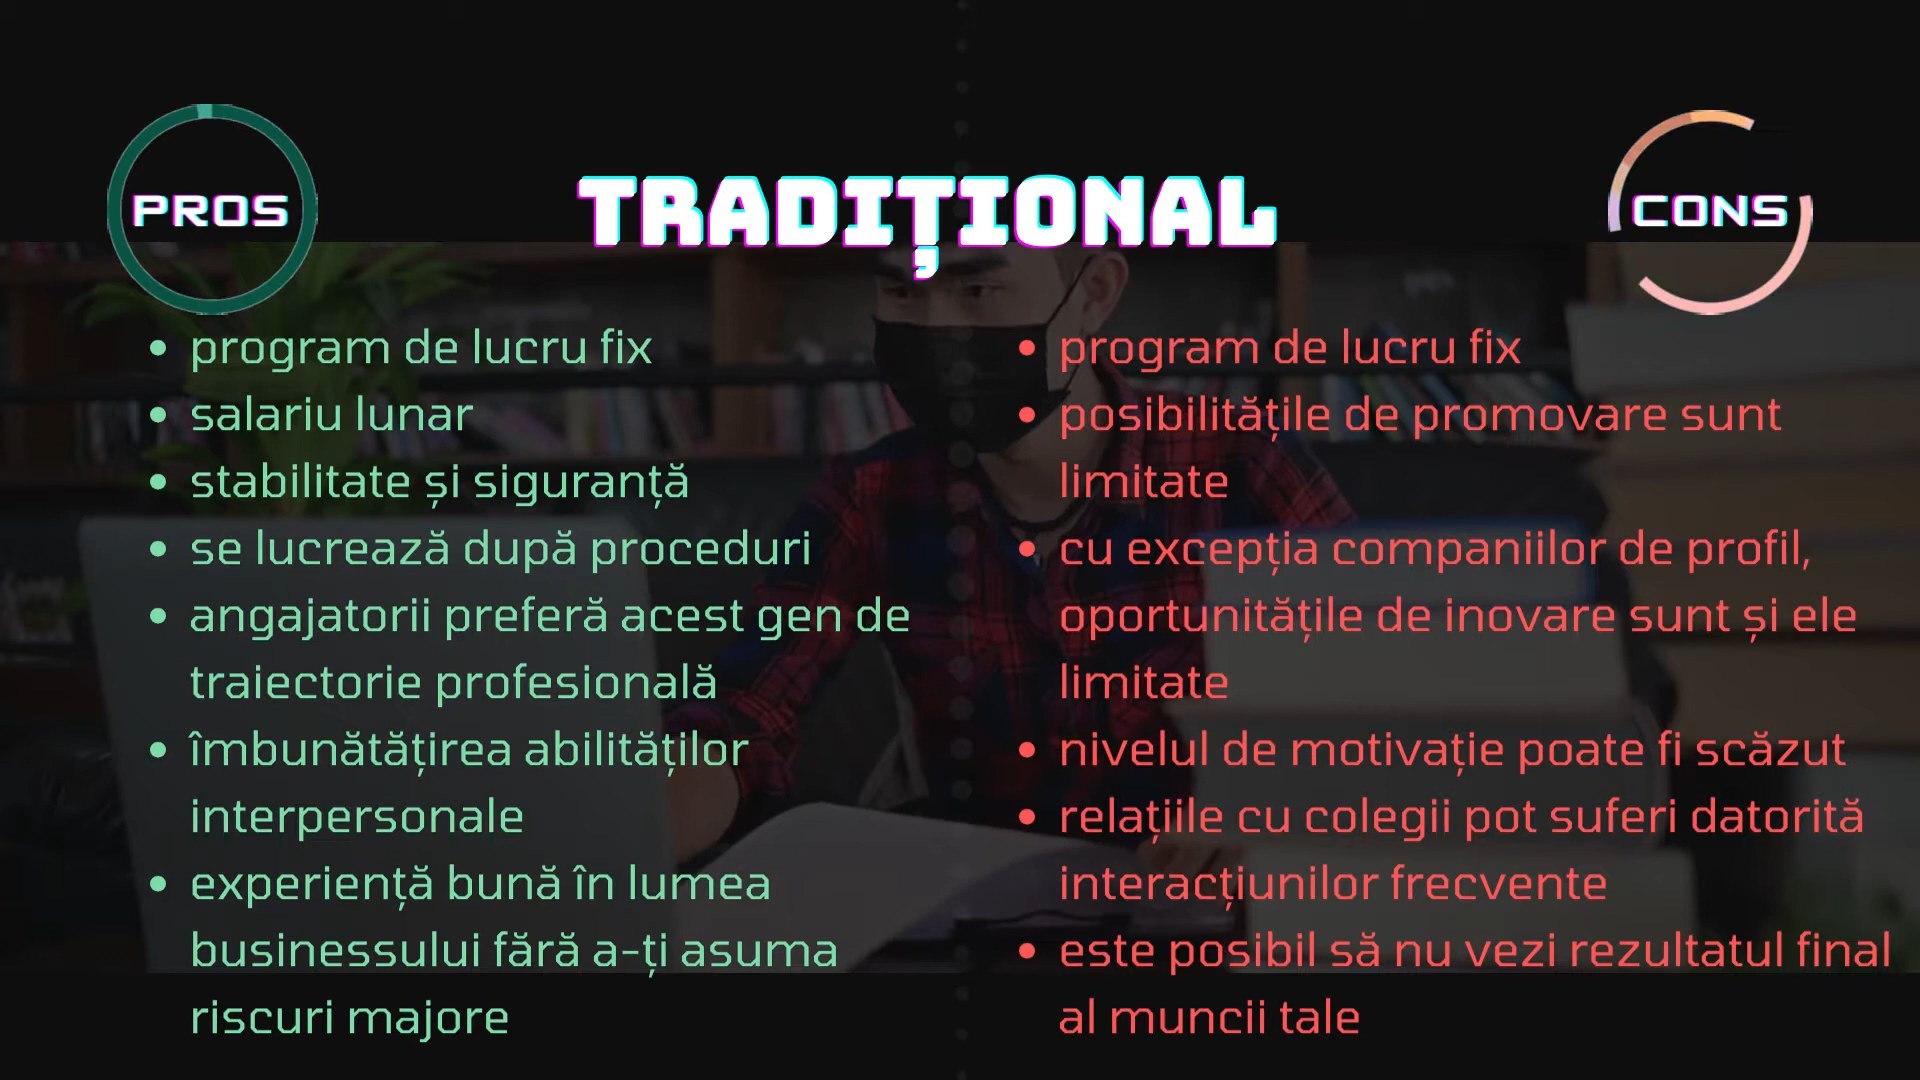 PROS
TRADIȚIONAL
CONS
• program de lucru fix
• salariu lunar
• stabilitate și siguranță
• se lucrează după proceduri
• angajatorii preferă acest gen de
traiectorie profesională
• îmbunătățirea abilităților
interpersonale
• experiență bună în lumea
businessului fără a-ți asuma
riscuri majore
• program de lucru fix
• posibilitățile de promovare sunt
limitate
• cu excepția companiilor de profil,
oportunitățile de inovare sunt și ele
limitate
• nivelul de motivație poate fi scăzut
• relațiile cu colegii pot suferi datorită
interacțiunilor frecvente
• este posibil să nu vezi rezultatul final
al muncii tale